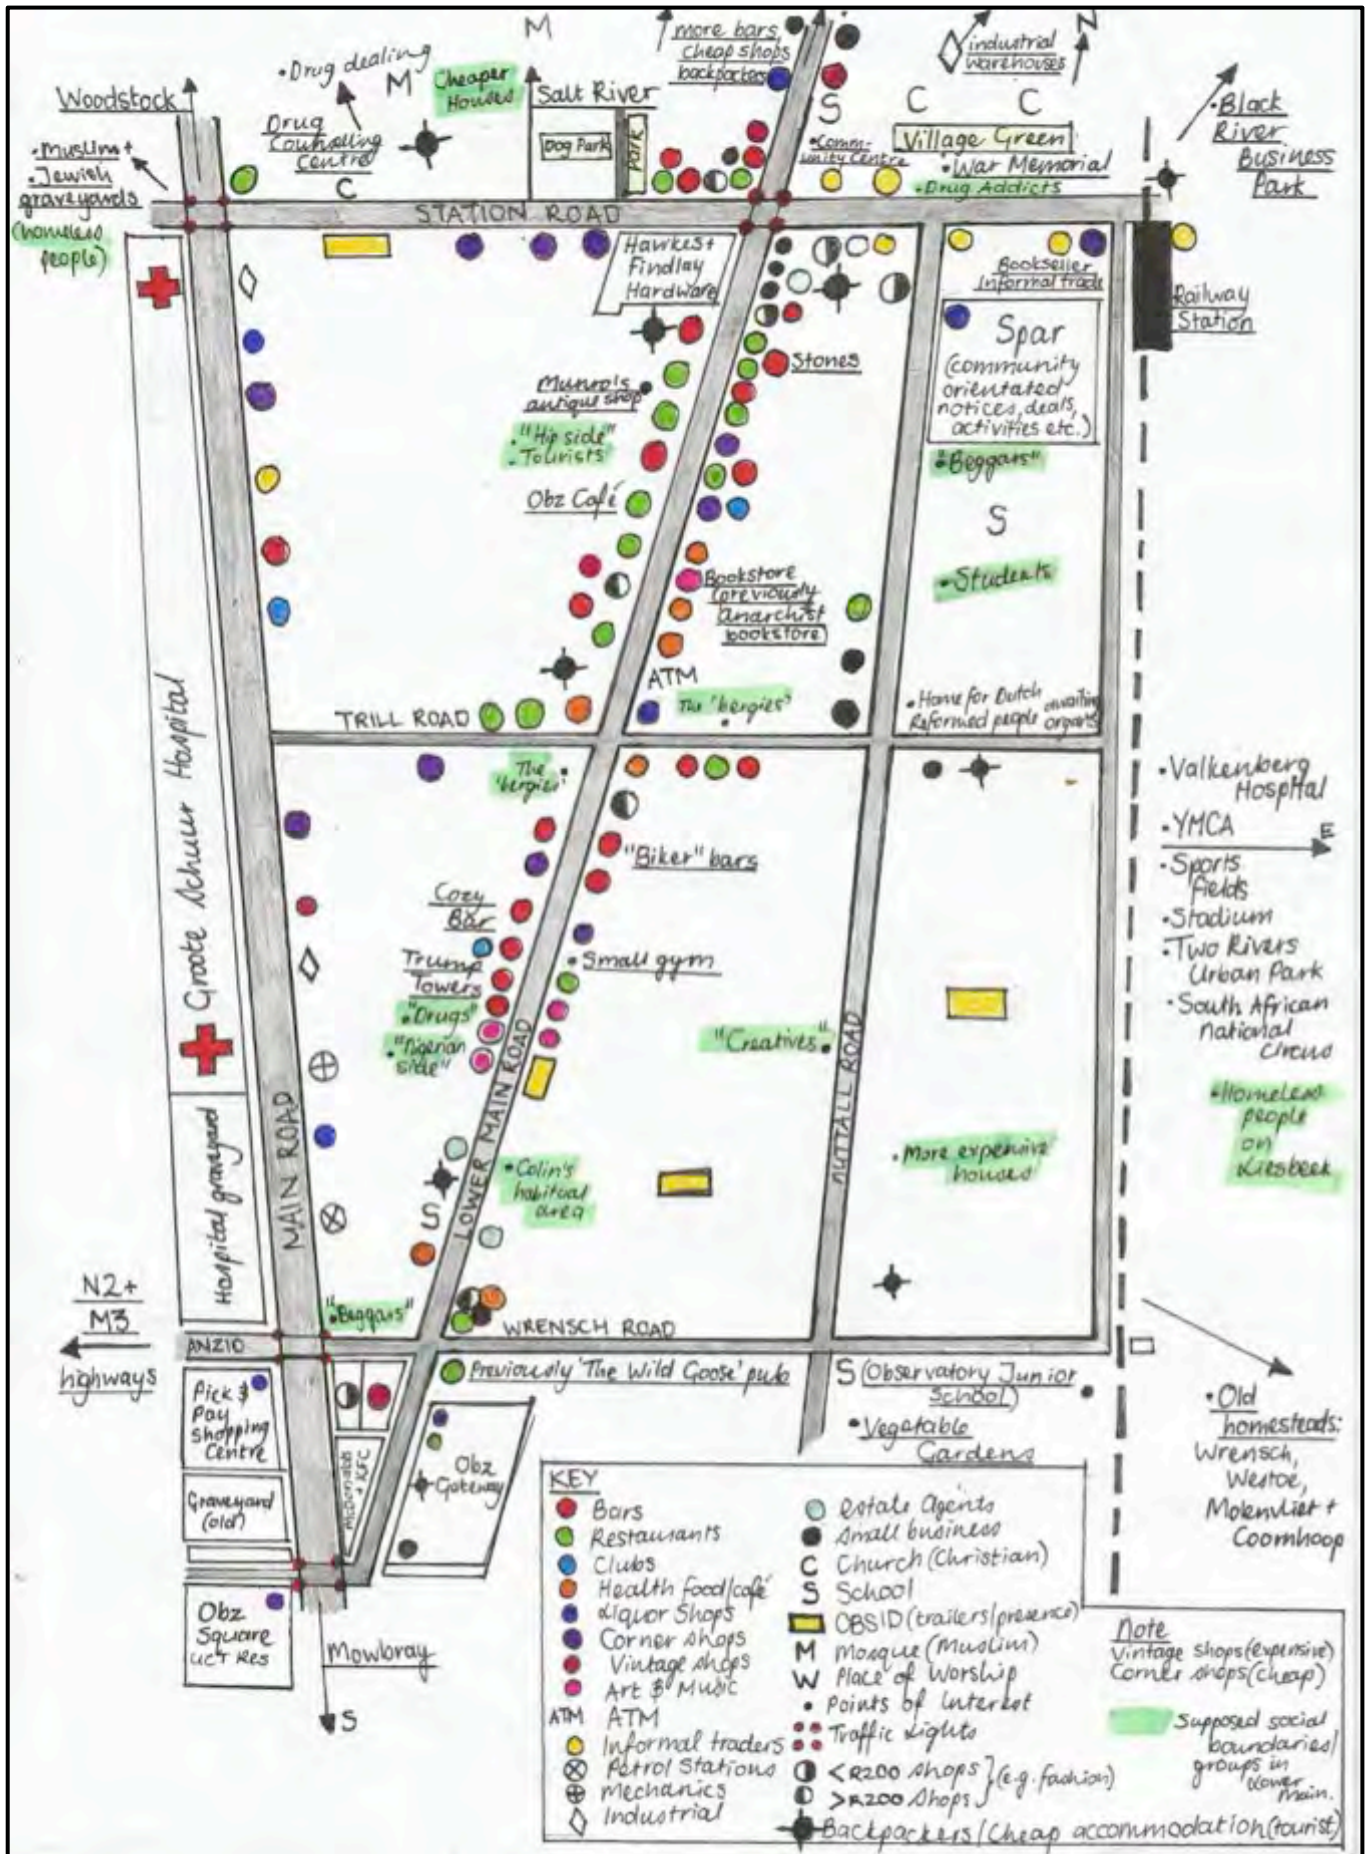 M
more bars,
cheap shops
backpackers
industrial
warehouses
N
• Drug dealing
M
Cheaper
Houses
Salt River
Woodstock
Drug
Counselling
Centre
C
Dog Park
Park
S
C
C
• Comm-
unity Centre
Village Green
• War Memorial
• Drug Addicts
• Black
River
Business
Park
• Muslim +
• Jewish
graveyards
(homeless
people)
STATION ROAD
Hawkes +
Findlay
Hardware
Bookseller
Informal trade
Railway
Station
Spar
(community
orientated
notices, deals,
activities etc.)
Stones
Munro's
antique shop
• "Hip side"
• Tourists
• "Beggars"
Obz Café
S
• Students
Bookstore
(previously
anarchist
bookstore)
ATM
The 'bergies'
• Home for Dutch
Reformed people
awaiting
TRILL ROAD
The
'bergies'
Groote Schuur Hospital
• Valkenberg
Hospital
• YMCA
E
• Sports
fields
• Stadium
• Two Rivers
Urban Park
• South African
National
Circus
• Homeless
people
on
Liesbeek
"Biker" bars
Cozy
Bar
Trump
Towers
• "Drugs"
• "Nigerian
side"
• Small gym
"Creatives"
MAIN ROAD
LOWER MAIN ROAD
NUTTALL ROAD
• Colin's
habitual
area
S
• More expensive
houses
Hospital graveyard
N2+
M3
highways
"Beggars"
ANZIO
WRENSCH ROAD
Pick &
Pay
Shopping
Centre
Graveyard
(old)
McDonalds
+ KFC
Previously 'The Wild Goose' pub
Obz
Gateway
S (Observatory Junior
School)
• Vegetable
Gardens
• Old
homesteads:
Wrensch,
Westoe,
Molenvliet +
Coornhoop
Obz
Square
UCT Res
Mowbray
S
KEY
Bars
Restaurants
Clubs
Health food/café
Liquor Shops
Corner shops
Vintage shops
Art & Music
ATM ATM
Informal traders
Petrol Stations
Mechanics
Industrial
estate Agents
Small business
C Church (Christian)
S School
OBSID (trailers/presence)
M Mosque (Muslim)
W Place of Worship
• Points of Interest
Traffic Lights
<R200 Shops
>R200 Shops
} (e.g. fashion)
Backpackers/Cheap accommodation (tourist)
Note
Vintage shops (expensive)
Corner shops (cheap)
Supposed social
boundaries/
groups in
Lower
Main.